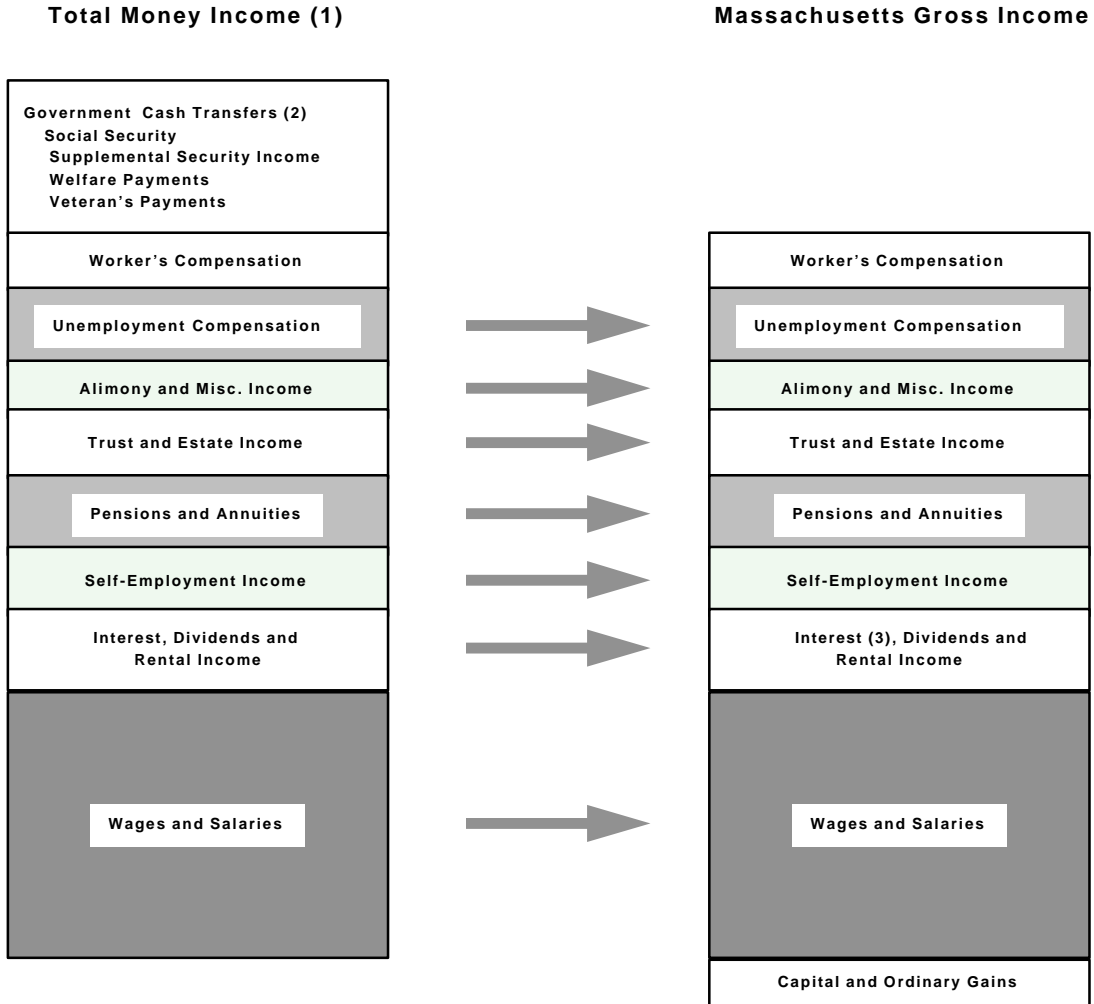 Total Money Income (1)
Massachusetts Gross Income
Government Cash Transfers (2)
Social Security
Supplemental Security Income
Welfare Payments
Veteran's Payments
Worker's Compensation
Unemployment Compensation
Alimony and Misc. Income
Trust and Estate Income
Pensions and Annuities
Self-Employment Income
Interest, Dividends and
Rental Income
Wages and Salaries
Worker's Compensation
Unemployment Compensation
Alimony and Misc. Income
Trust and Estate Income
Pensions and Annuities
Self-Employment Income
Interest (3), Dividends and
Rental Income
Wages and Salaries
Capital and Ordinary Gains